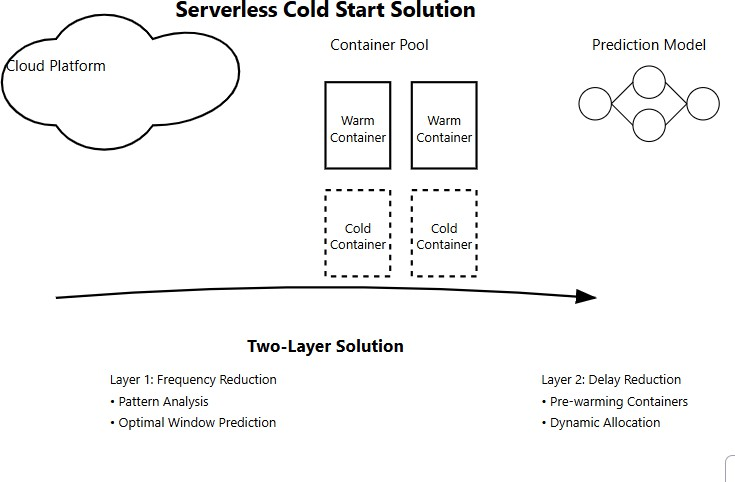 Serverless Cold Start Solution
Cloud Platform
Container Pool
Prediction Model
Warm
Container
Warm
Container
Cold
Container
Cold
Container
Two-Layer Solution
Layer 1: Frequency Reduction
• Pattern Analysis
• Optimal Window Prediction
Layer 2: Delay Reduction
• Pre-warming Containers
• Dynamic Allocation